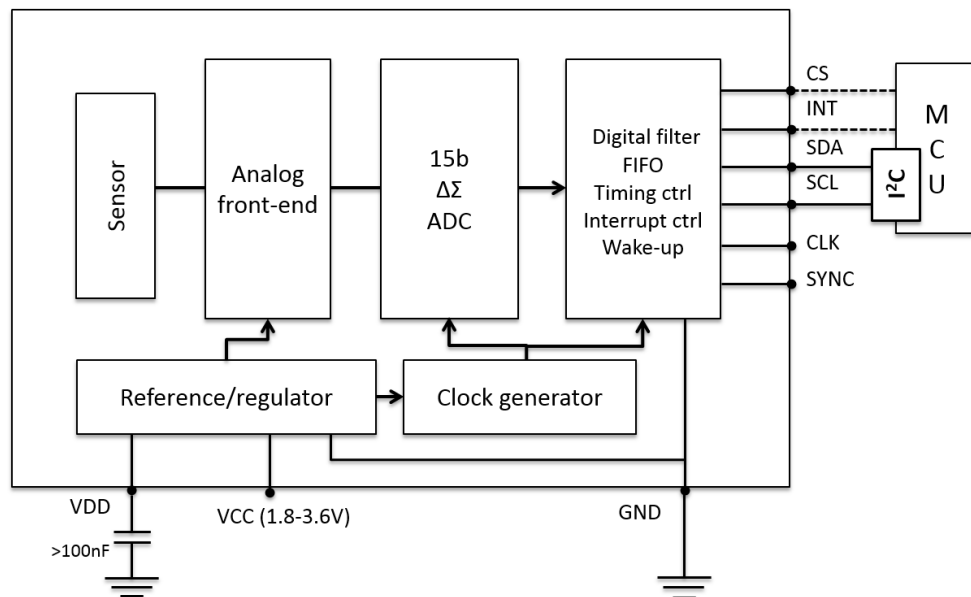 Sensor
Analog
front-end
15b
ΔΣ
ADC
Digital filter
FIFO
Timing ctrl
Interrupt ctrl
Wake-up
CS
INT
SDA
SCL
CLK
SYNC
I²C
M
C
U
Reference/regulator
Clock generator
VDD
VCC (1.8-3.6V)
GND
>100nF